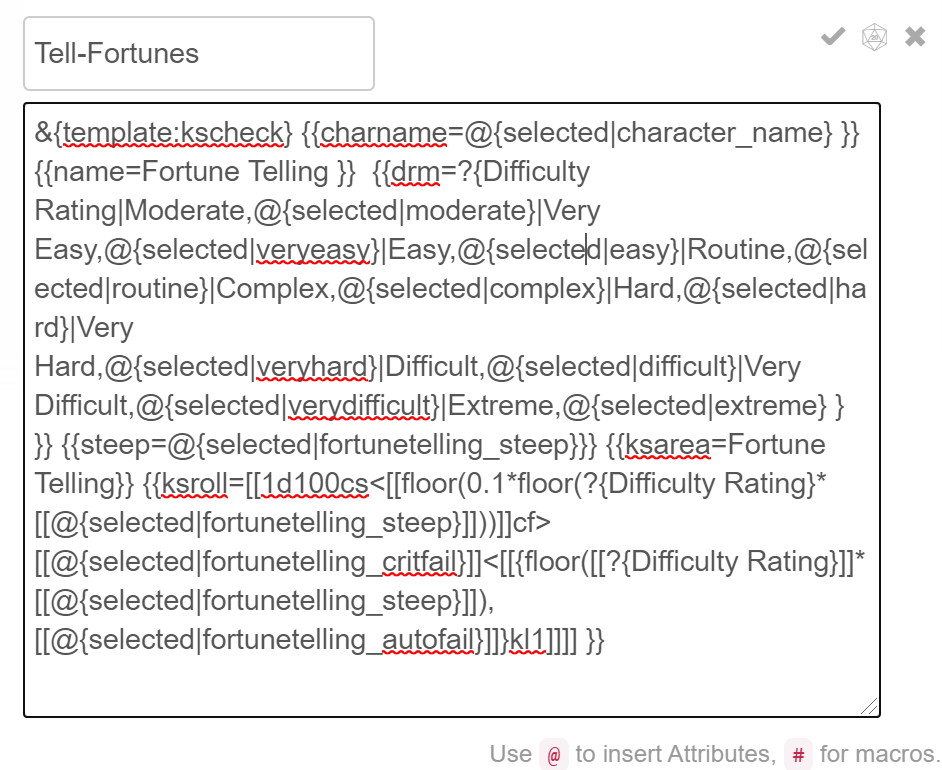 Tell-Fortunes
&{template:kscheck} {{charname=@{selected|character_name} }}
{{name=Fortune Telling }}  {{drm=?{Difficulty
Rating|Moderate,@{selected|moderate}|Very
Easy,@{selected|veryeasy}|Easy,@{selected|easy}|Routine,@{sel
ected|routine}|Complex,@{selected|complex}|Hard,@{selected|ha
rd}|Very
Hard,@{selected|veryhard}|Difficult,@{selected|difficult}|Very
Difficult,@{selected|verydifficult}|Extreme,@{selected|extreme} }
}} {{steep=@{selected|fortunetelling_steep}}} {{ksarea=Fortune
Telling}} {{ksroll=[[1d100cs<[[floor(0.1*floor(?{Difficulty Rating}*
[[@{selected|fortunetelling_steep}]]))]]cf>
[[@{selected|fortunetelling_critfail}]]<[[{floor([[?{Difficulty Rating}]]*
[[@{selected|fortunetelling_steep}]]),
[[@{selected|fortunetelling_autofail}]]}kl1]]]] }}
Use @ to insert Attributes, # for macros.